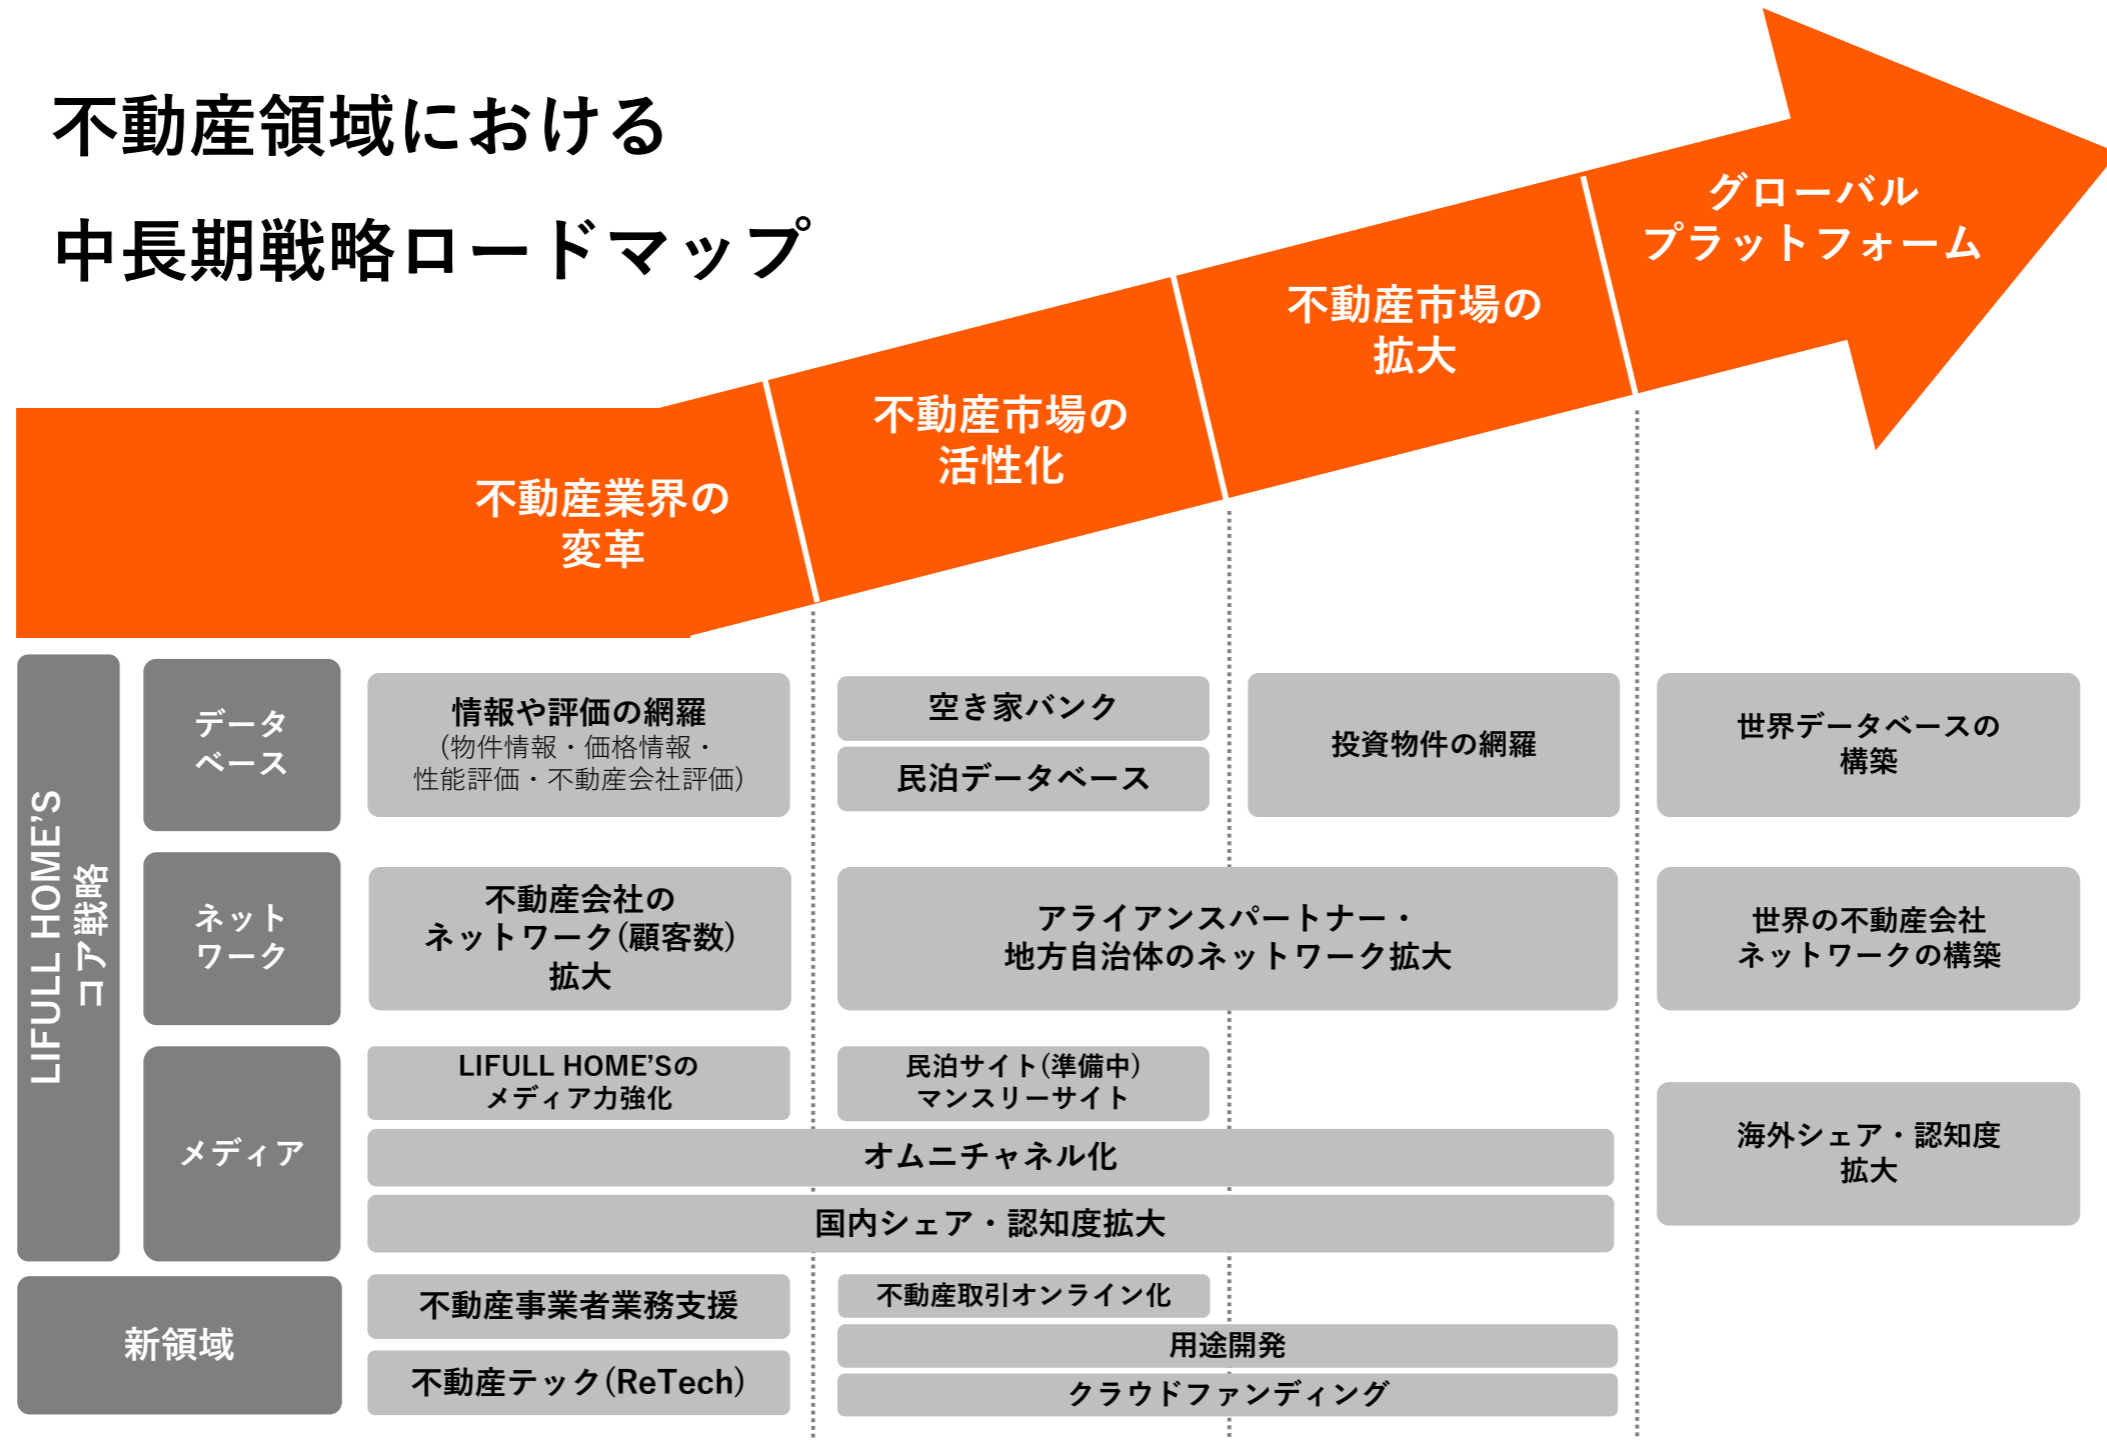 不動産領域における
中長期戦略ロードマップ
不動産業界の
変革
不動産市場の
活性化
不動産市場の
拡大
グローバル
プラットフォーム
LIFULL HOME’S
コア戦略
データ
ベース
情報や評価の網羅
(物件情報・価格情報・
性能評価・不動産会社評価)
空き家バンク
民泊データベース
投資物件の網羅
世界データベースの
構築
ネット
ワーク
不動産会社の
ネットワーク(顧客数)
拡大
アライアンスパートナー・
地方自治体のネットワーク拡大
世界の不動産会社
ネットワークの構築
メディア
LIFULL HOME’Sの
メディア力強化
民泊サイト(準備中)
マンスリーサイト
オムニチャネル化
国内シェア・認知度拡大
海外シェア・認知度
拡大
新領域
不動産事業者業務支援
不動産テック(ReTech)
不動産取引オンライン化
用途開発
クラウドファンディング